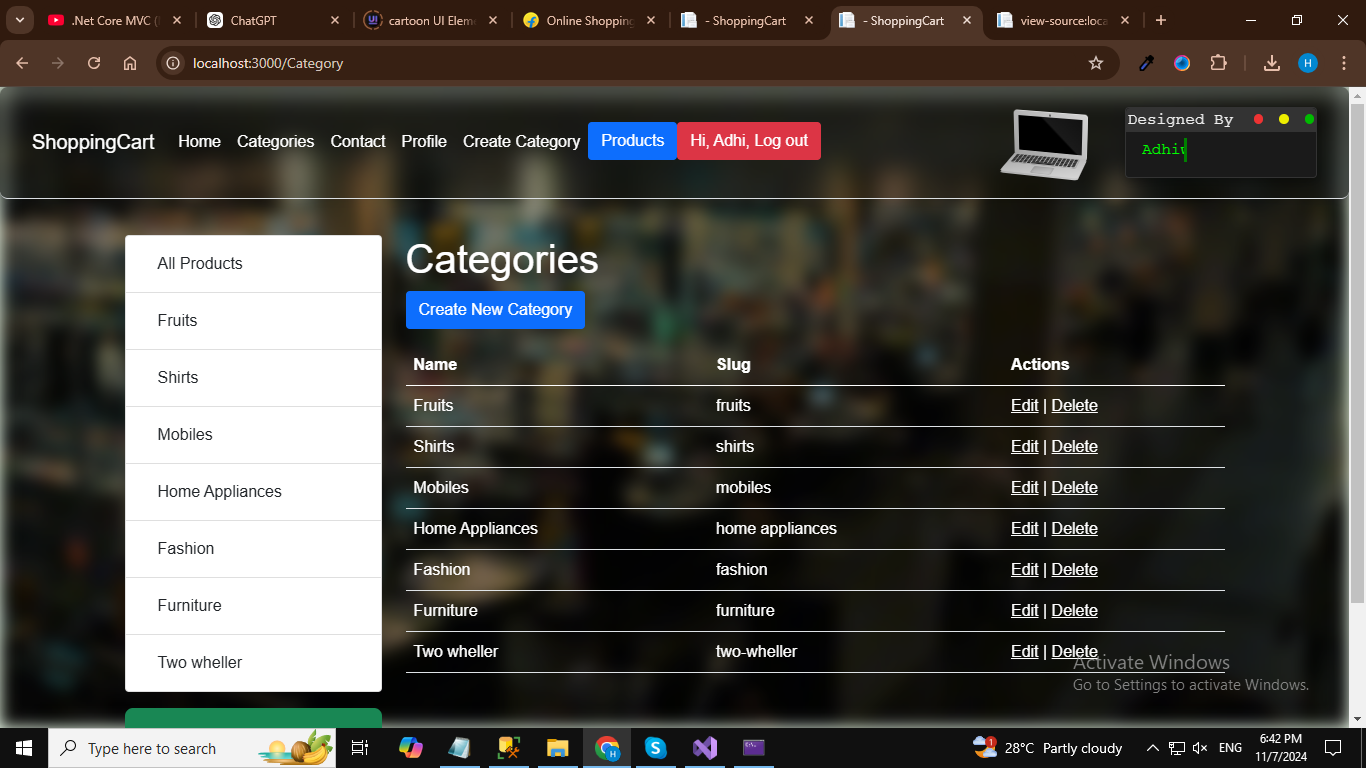 .Net Core MVC (
ChatGPT
cartoon UI Elem
Online Shopping
- ShoppingCart
- ShoppingCart
view-source:loca
localhost:3000/Category
H
ShoppingCart
Home
Categories
Contact
Profile
Create Category
Products
Hi, Adhi, Log out
Designed By
Adhiv
All Products
Fruits
Shirts
Mobiles
Home Appliances
Fashion
Furniture
Two wheller
Categories
Create New Category
Name Slug Actions
Fruits fruits Edit | Delete
Shirts shirts Edit | Delete
Mobiles mobiles Edit | Delete
Home Appliances home appliances Edit | Delete
Fashion fashion Edit | Delete
Furniture furniture Edit | Delete
Two wheller two-wheller Edit | Delete
Activate Windows
Go to Settings to activate Windows.
Type here to search
1
28°C Partly cloudy
ENG
6:42 PM
11/7/2024